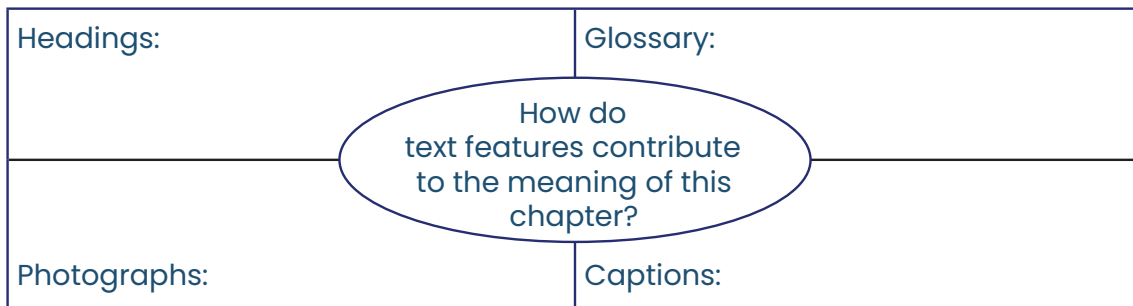 Headings:
Glossary:
How do
text features contribute
to the meaning of this
chapter?
Photographs:
Captions: